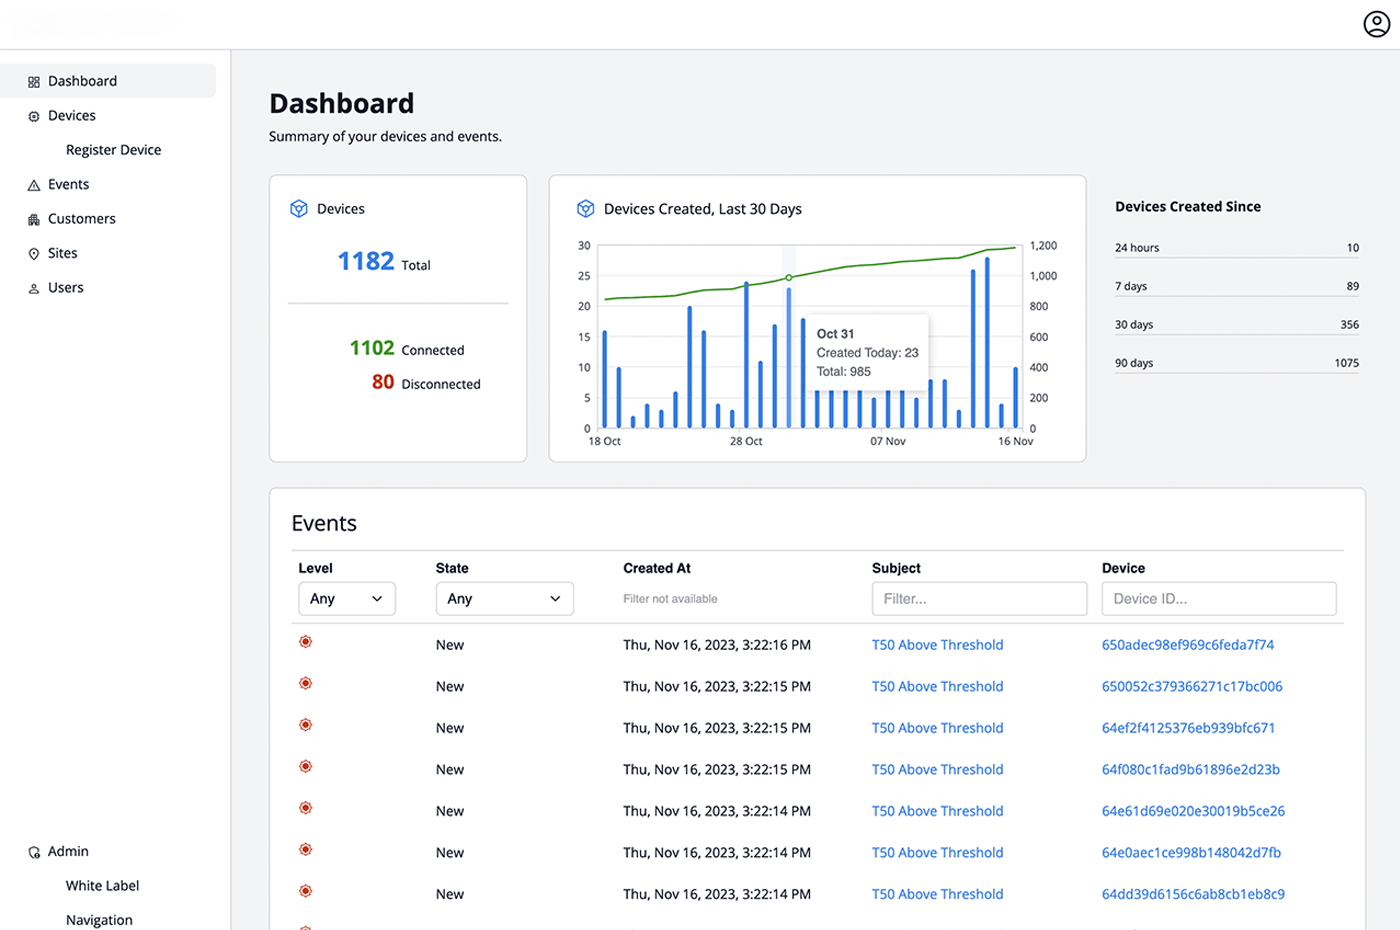 Dashboard
Devices
Register Device
Events
Customers
Sites
Users
Admin
White Label
Navigation
Dashboard
Summary of your devices and events.
Devices
1182 Total
1102 Connected
80 Disconnected
Devices Created, Last 30 Days
30 1,200
25 1,000
20 800
15 600
10 400
5 200
0 0
18 Oct 28 Oct 07 Nov 16 Nov
Oct 31
Created Today: 23
Total: 985
Devices Created Since
24 hours 10
7 days 89
30 days 356
90 days 1075
Events
Level State Created At Subject Device
Any Any Filter not available Filter... Device ID...
New Thu, Nov 16, 2023, 3:22:16 PM T50 Above Threshold 650adec98ef969c6feda7f74
New Thu, Nov 16, 2023, 3:22:15 PM T50 Above Threshold 650052c379366271c17bc006
New Thu, Nov 16, 2023, 3:22:15 PM T50 Above Threshold 64ef2f4125376eb939bfc671
New Thu, Nov 16, 2023, 3:22:15 PM T50 Above Threshold 64f080c1fad9b61896e2d23b
New Thu, Nov 16, 2023, 3:22:14 PM T50 Above Threshold 64e61d69e020e30019b5ce26
New Thu, Nov 16, 2023, 3:22:14 PM T50 Above Threshold 64e0aec1ce998b148042d7fb
New Thu, Nov 16, 2023, 3:22:14 PM T50 Above Threshold 64dd39d6156c6ab8cb1eb8c9